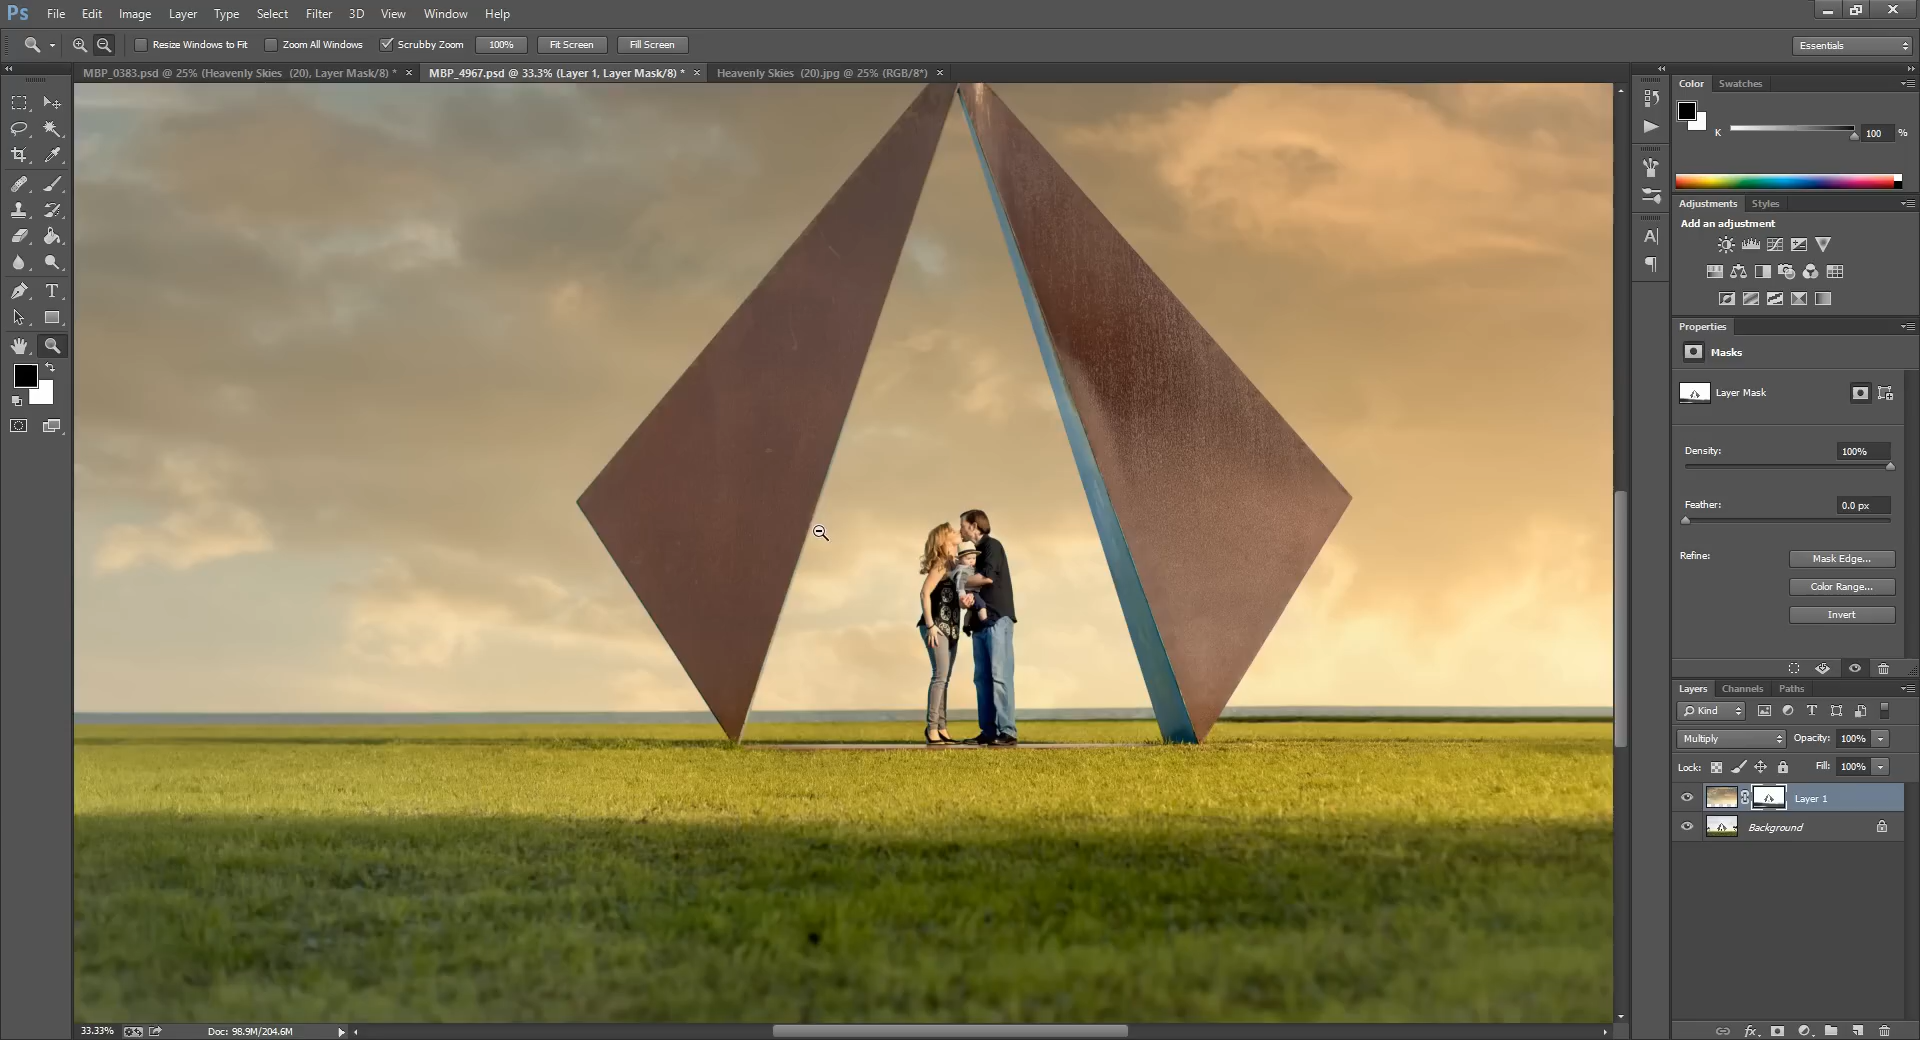 Ps File Edit Image Layer Type Select Filter 3D View Window Help
Resize Windows to Fit Zoom All Windows Scrubby Zoom 100% Fit Screen Fill Screen Essentials
MBP_0383.psd @ 25% (Heavenly Skies (20), Layer Mask/8) * MBP_4967.psd @ 33.3% (Layer 1, Layer Mask/8) * Heavenly Skies (20).jpg @ 25% (RGB/8*)
Color Swatches
K 100 %
Adjustments Styles
Add an adjustment
Properties
Masks
Layer Mask
Density: 100%
Feather: 0.0 px
Refine: Mask Edge...
Color Range...
Invert
Layers Channels Paths
Kind
Multiply Opacity: 100%
Lock: Fill: 100%
Layer 1
Background
33.33% Doc: 98.9M/204.6M